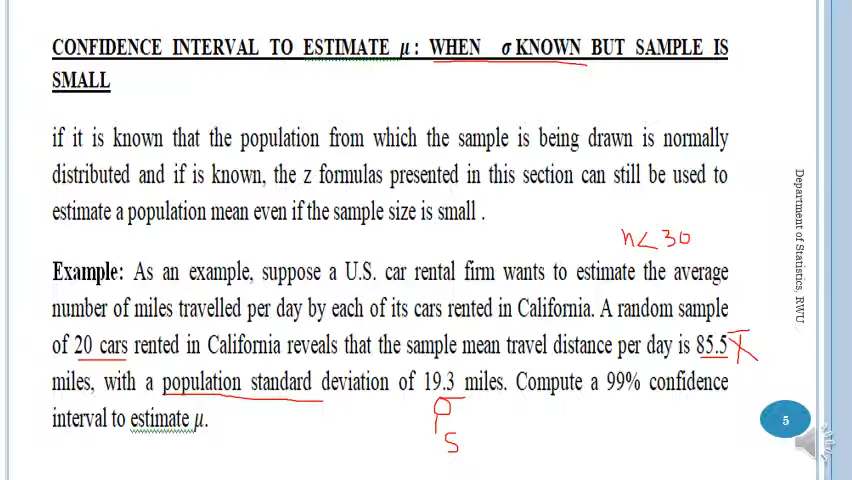 CONFIDENCE INTERVAL TO ESTIMATE μ: WHEN σ KNOWN BUT SAMPLE IS
SMALL
if it is known that the population from which the sample is being drawn is normally
distributed and if is known, the z formulas presented in this section can still be used to
estimate a population mean even if the sample size is small .
n< 30
Example: As an example, suppose a U.S. car rental firm wants to estimate the average
number of miles travelled per day by each of its cars rented in California. A random sample
of 20 cars rented in California reveals that the sample mean travel distance per day is 85.5 x̅
miles, with a population standard deviation of 19.3 miles. Compute a 99% confidence
σ
interval to estimate μ.
S
Department of Statistics, RWU
5